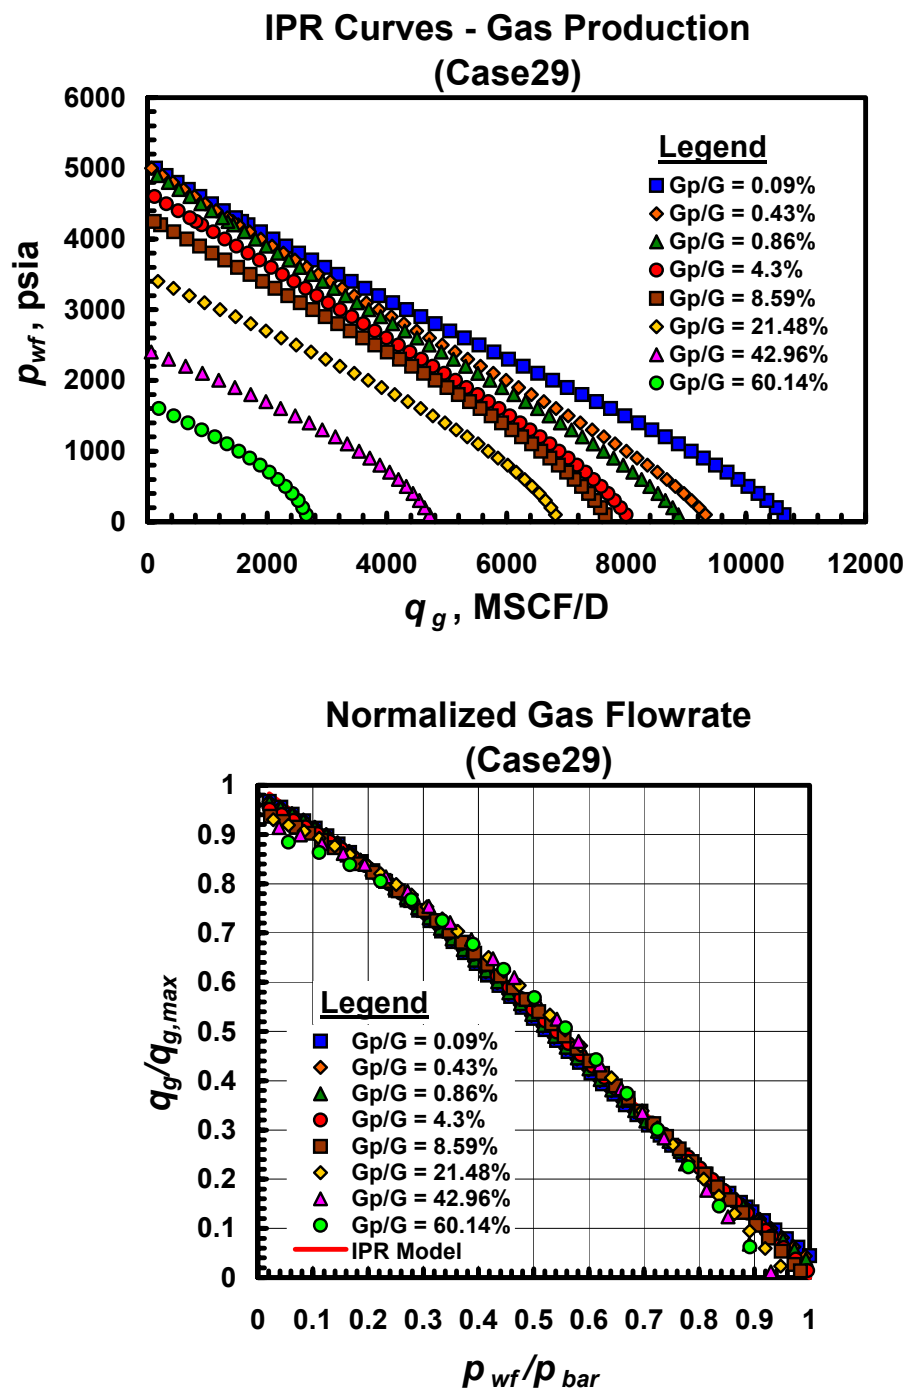 IPR Curves - Gas Production
(Case29)
6000
5000
4000
3000
2000
1000
0
p wf , psia
Legend
Gp/G = 0.09%
Gp/G = 0.43%
Gp/G = 0.86%
Gp/G = 4.3%
Gp/G = 8.59%
Gp/G = 21.48%
Gp/G = 42.96%
Gp/G = 60.14%
0 2000 4000 6000 8000 10000 12000
q g , MSCF/D
Normalized Gas Flowrate
(Case29)
1
0.9
0.8
0.7
0.6
0.5
0.4
0.3
0.2
0.1
0
q g /q g,max
Legend
Gp/G = 0.09%
Gp/G = 0.43%
Gp/G = 0.86%
Gp/G = 4.3%
Gp/G = 8.59%
Gp/G = 21.48%
Gp/G = 42.96%
Gp/G = 60.14%
IPR Model
0 0.1 0.2 0.3 0.4 0.5 0.6 0.7 0.8 0.9 1
p wf /p bar